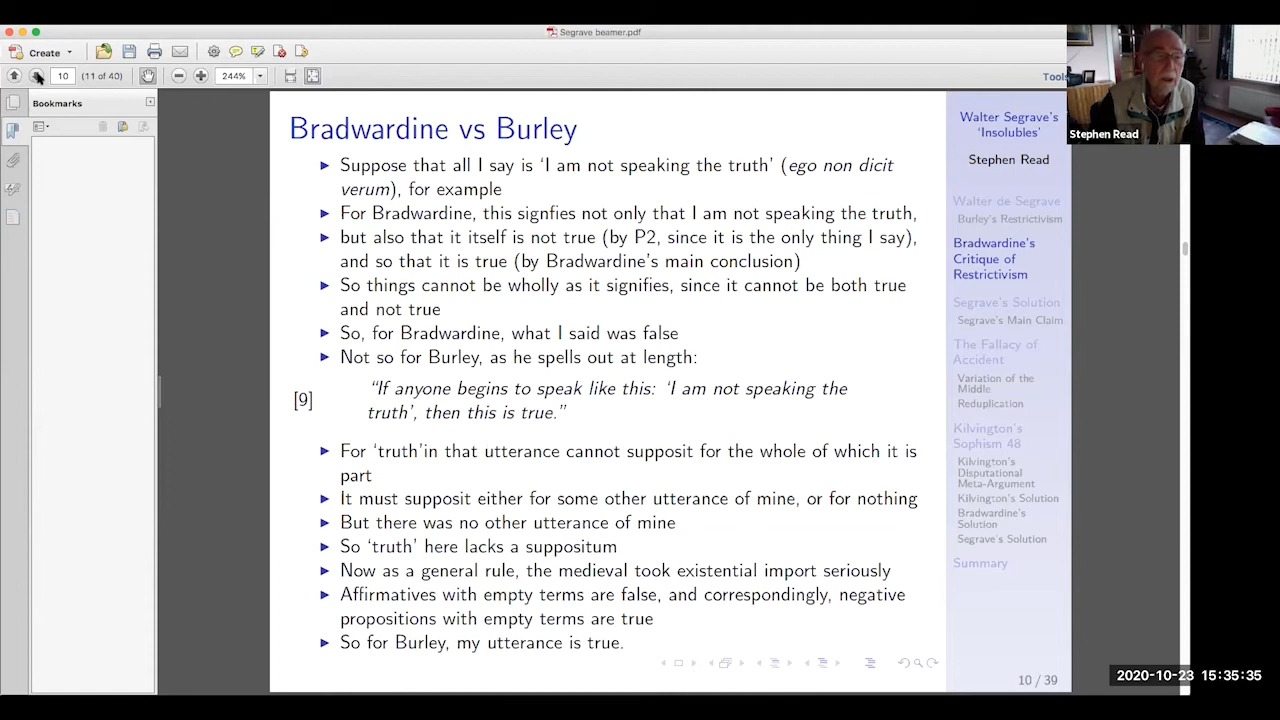 Segrave beamer.pdf
Create
10 (11 of 40) 244% Tools
Bookmarks
Bradwardine vs Burley
▶ Suppose that all I say is ‘I am not speaking the truth’ (ego non dicit
verum), for example
▶ For Bradwardine, this signfies not only that I am not speaking the truth,
▶ but also that it itself is not true (by P2, since it is the only thing I say),
and so that it is true (by Bradwardine's main conclusion)
▶ So things cannot be wholly as it signifies, since it cannot be both true
and not true
▶ So, for Bradwardine, what I said was false
▶ Not so for Burley, as he spells out at length:
“If anyone begins to speak like this: ‘I am not speaking the
[9]
truth’, then this is true.”
▶ For ‘truth’in that utterance cannot supposit for the whole of which it is
part
▶ It must supposit either for some other utterance of mine, or for nothing
▶ But there was no other utterance of mine
▶ So ‘truth’ here lacks a suppositum
▶ Now as a general rule, the medieval took existential import seriously
▶ Affirmatives with empty terms are false, and correspondingly, negative
propositions with empty terms are true
▶ So for Burley, my utterance is true.
Walter Segrave's
‘Insolubles’
Stephen Read
Walter de Segrave
Burley's Restrictivism
Bradwardine's
Critique of
Restrictivism
Segrave's Solution
Segrave's Main Claim
The Fallacy of
Accident
Variation of the
Middle
Reduplication
Kilvington's
Sophism 48
Kilvington's
Disputational
Meta-Argument
Kilvington's Solution
Bradwardine's
Solution
Segrave's Solution
Summary
10 / 39
Stephen Read
2020-10-23 15:35:35